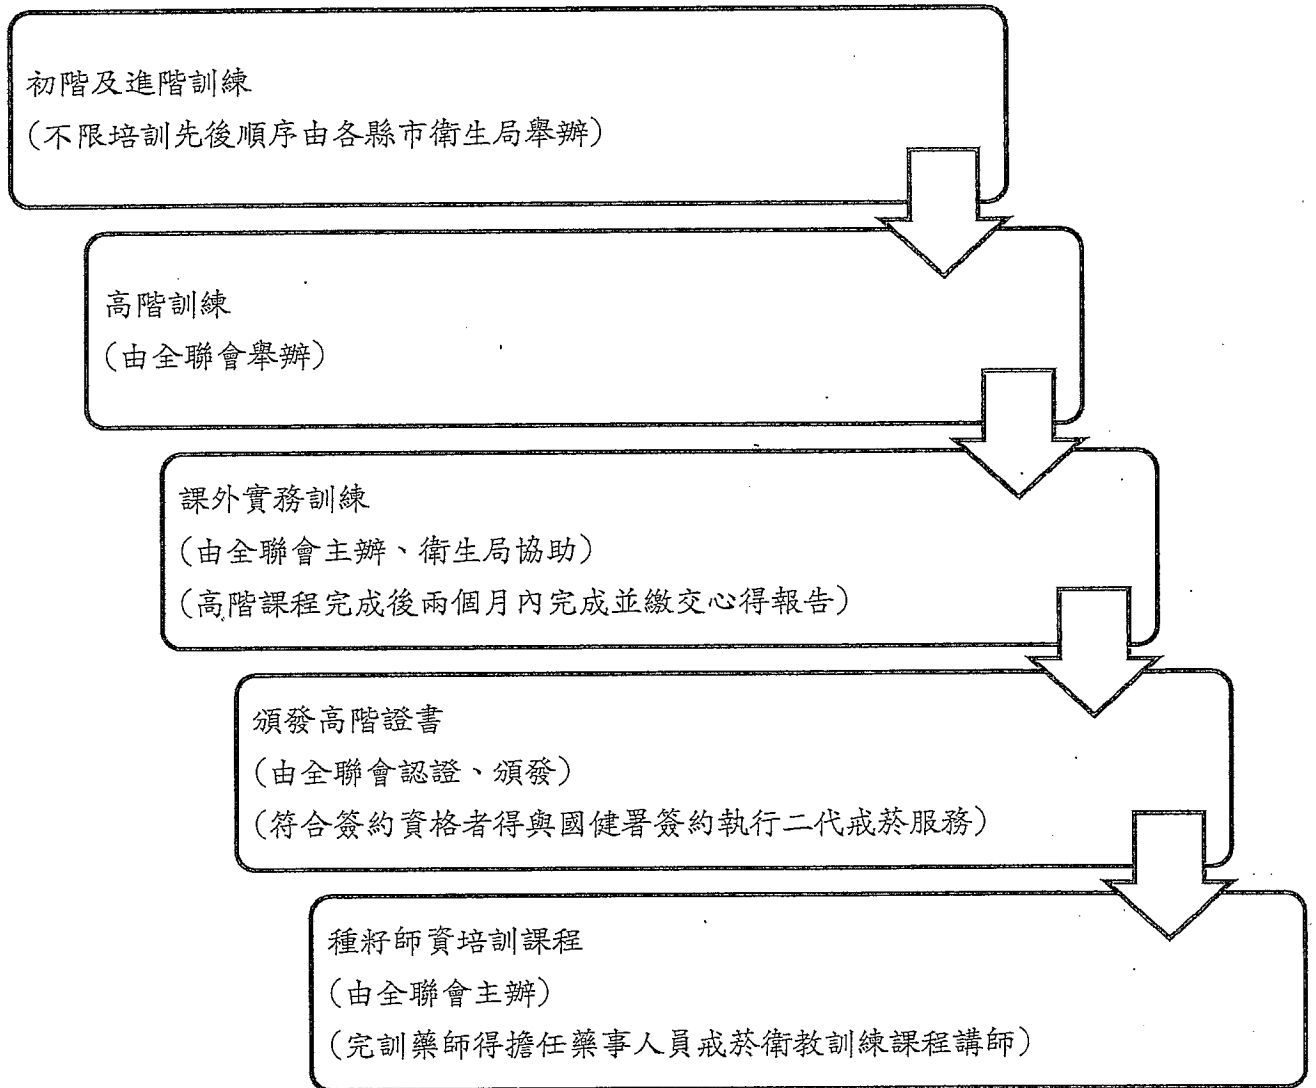 初階及進階訓練
(不限培訓先後順序由各縣市衛生局舉辦)
高階訓練
(由全聯會舉辦)
課外實務訓練
(由全聯會主辦、衛生局協助)
(高階課程完成後兩個月內完成並繳交心得報告)
頒發高階證書
(由全聯會認證、頒發)
(符合簽約資格者得與國健署簽約執行二代戒菸服務)
種籽師資培訓課程
(由全聯會主辦)
(完訓藥師得擔任藥事人員戒菸衛教訓練課程講師)